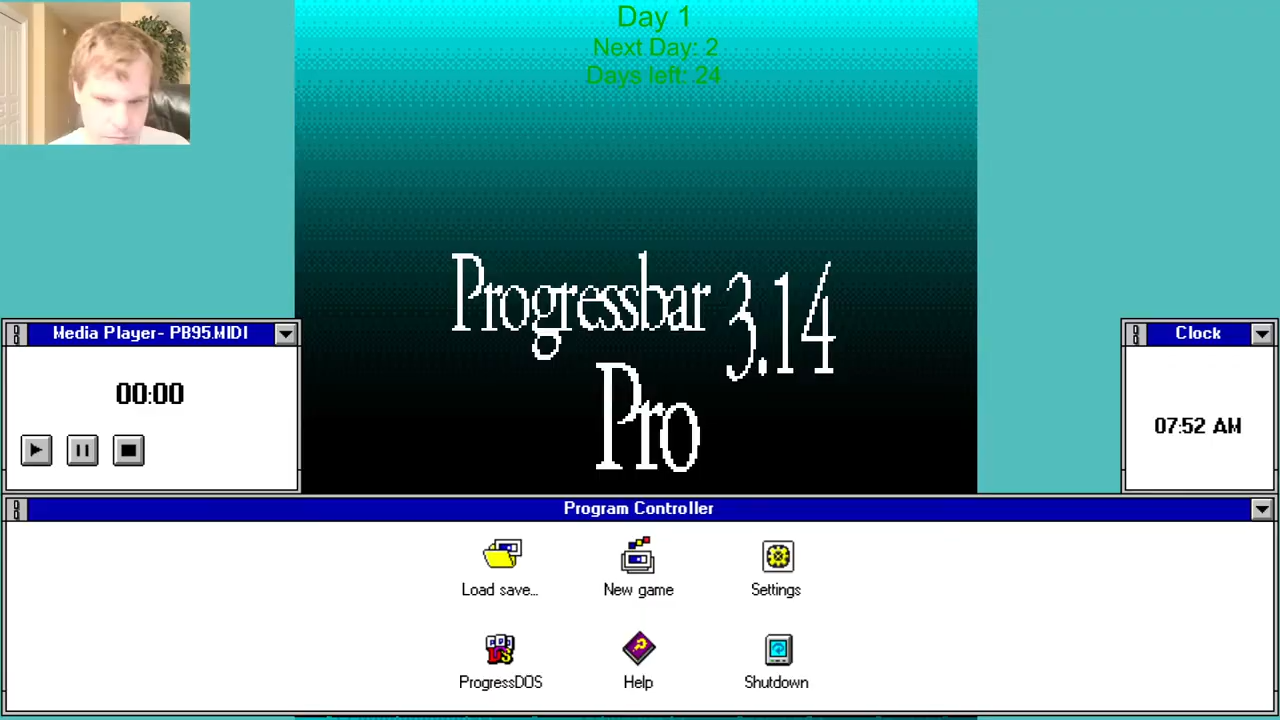 Day 1
Next Day: 2
Days left: 24
Progressbar 3.14
Pro
Media Player- PB95.MIDI
00:00
Clock
07:52 AM
Program Controller
Load save...
New game
Settings
ProgressDOS
Help
Shutdown